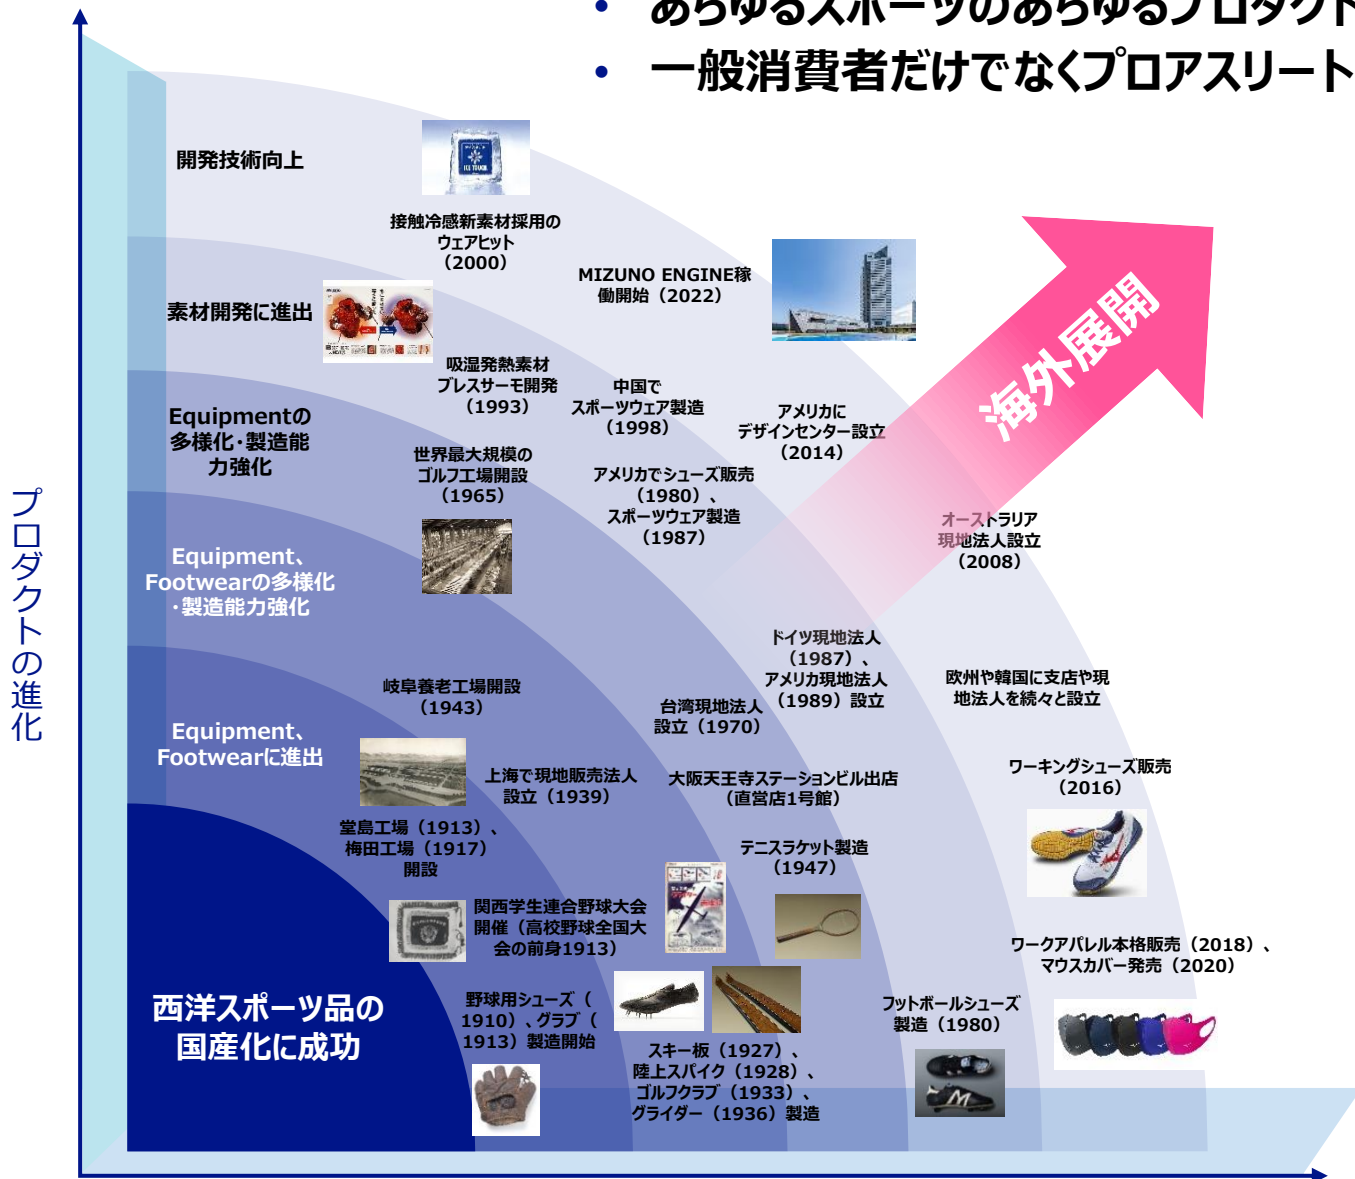 • あらゆるスポーツのあらゆるプロダクト
• 一般消費者だけでなくプロアスリート
開発技術向上
ICE TOUCH
接触冷感新素材採用の
ウェアヒット
（2000）
MIZUNO ENGINE稼
働開始（2022）
海外展開
素材開発に進出
吸湿発熱素材
ブレスサーモ開発
（1993）
中国で
スポーツウェア製造
（1998）
アメリカに
デザインセンター設立
（2014）
Equipmentの
多様化・製造能
力強化
世界最大規模の
ゴルフ工場開設
（1965）
アメリカでシューズ販売
（1980）、
スポーツウェア製造
（1987）
オーストラリア
現地法人設立
（2008）
プロダクトの進化
Equipment、
Footwearの多様化
・製造能力強化
ドイツ現地法人
（1987）、
アメリカ現地法人
（1989）設立
欧州や韓国に支店や現
地法人を続々と設立
岐阜養老工場開設
（1943）
台湾現地法人
設立（1970）
Equipment、
Footwearに進出
上海で現地販売法人
設立（1939）
大阪天王寺ステーションビル出店
（直営店1号館）
ワーキングシューズ販売
（2016）
堂島工場（1913）、
梅田工場（1917）
開設
テニスラケット製造
（1947）
関西学生連合野球大会
開催（高校野球全国大
会の前身1913）
ワークアパレル本格販売（2018）、
マウスカバー発売（2020）
西洋スポーツ品の
国産化に成功
野球用シューズ（
1910）、グラブ（
1913）製造開始
フットボールシューズ
製造（1980）
スキー板（1927）、
陸上スパイク（1928）、
ゴルフクラブ（1933）、
グライダー（1936）製造
M